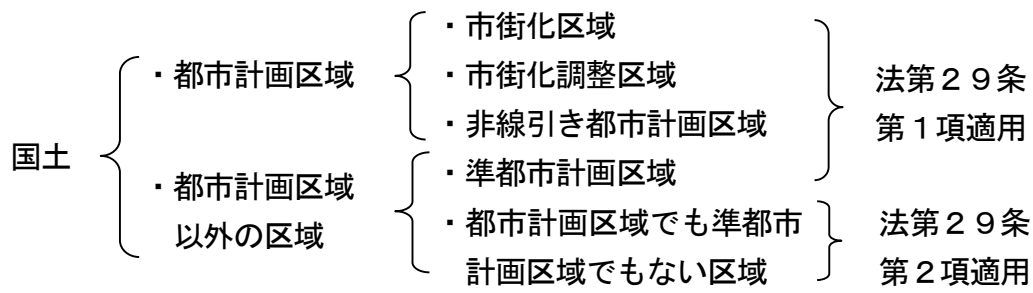 国土
・都市計画区域
・都市計画区域
以外の区域
・市街化区域
・市街化調整区域
・非線引き都市計画区域
・準都市計画区域
・都市計画区域でも準都市
計画区域でもない区域
法第２９条
第１項適用
法第２９条
第２項適用